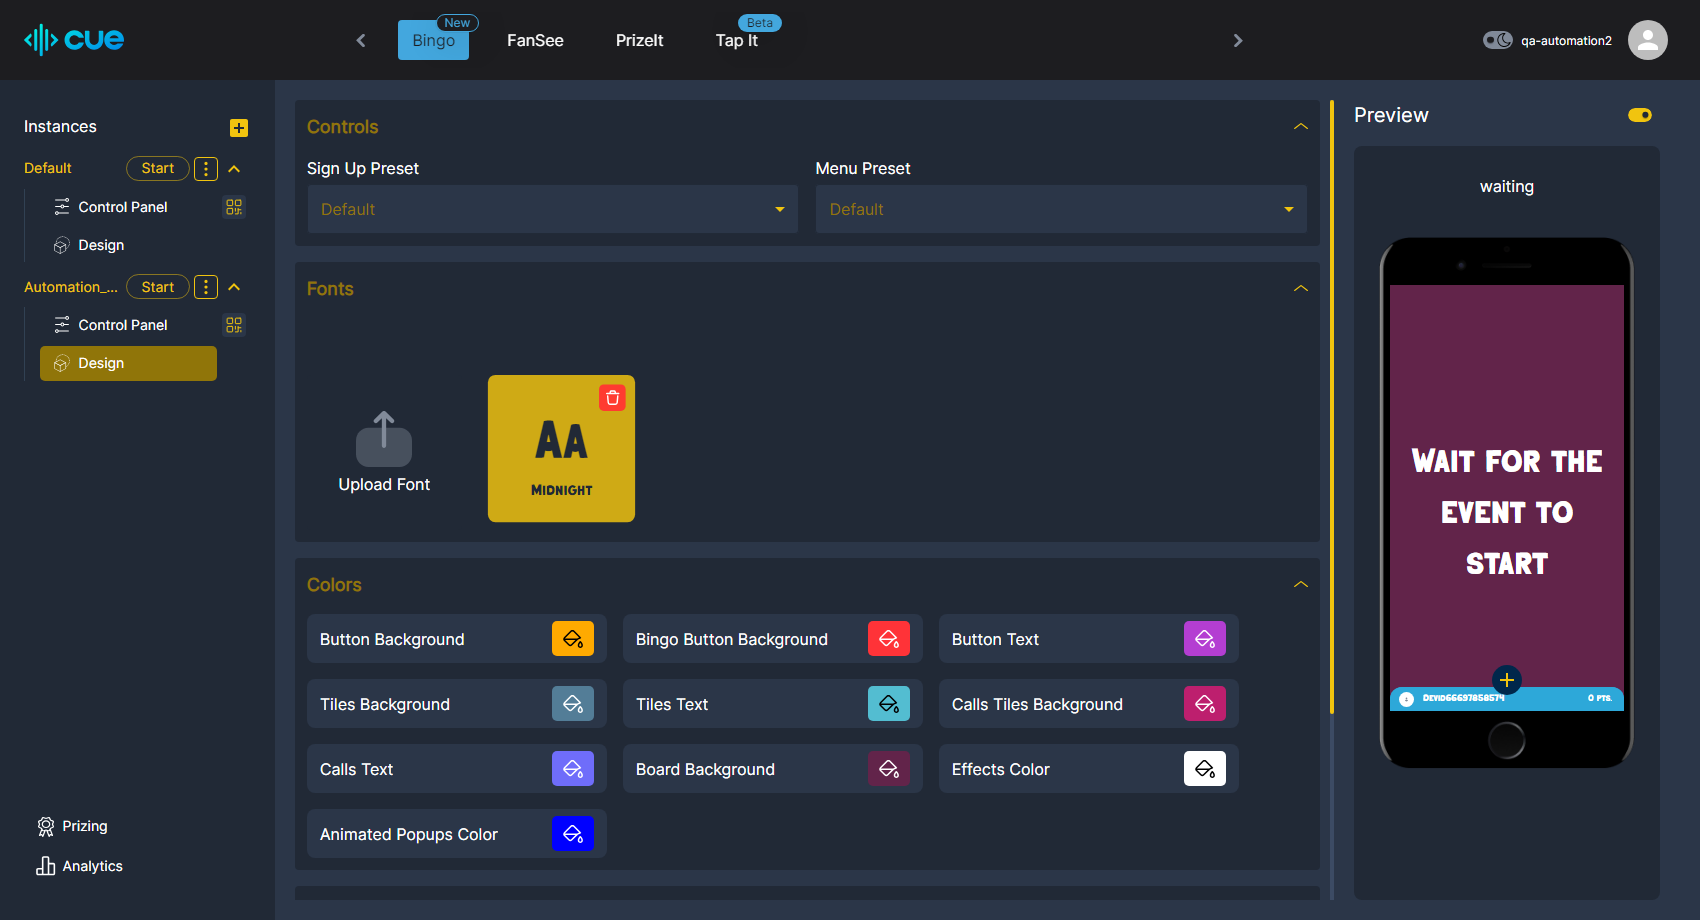 cue
Bingo
New
FanSee
PrizeIt
Tap It
Beta
qa-automation2
Instances
Default
Start
Control Panel
Design
Automation_...
Start
Control Panel
Design
Prizing
Analytics
Controls
Sign Up Preset
Menu Preset
Default
Default
Fonts
Upload Font
Aa
Midnight
Colors
Button Background
Bingo Button Background
Button Text
Tiles Background
Tiles Text
Calls Tiles Background
Calls Text
Board Background
Effects Color
Animated Popups Color
Preview
waiting
Wait for the
event to
start
Devid66697858574
0 pts.